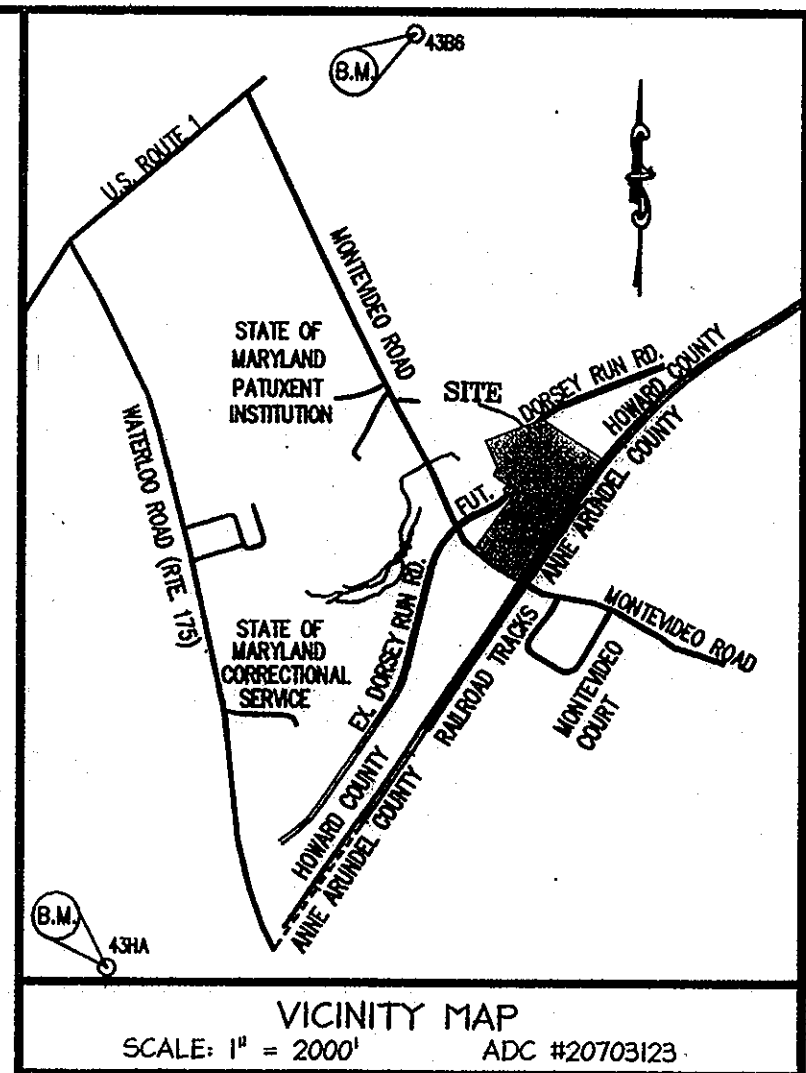 B.M.
43B6
U.S. ROUTE 1
MONTEVIDEO ROAD
STATE OF
MARYLAND
PATUXENT
INSTITUTION
SITE
DORSEY RUN RD.
HOWARD COUNTY
ANNE ARUNDEL COUNTY
WATERLOO ROAD (RTE. 175)
FUT.
EX. DORSEY RUN RD.
STATE OF
MARYLAND
CORRECTIONAL
SERVICE
RAILROAD TRACKS
MONTEVIDEO ROAD
MONTEVIDEO
COURT
HOWARD COUNTY
ANNE ARUNDEL COUNTY
B.M.
43HA
VICINITY MAP
SCALE: 1" = 2000' ADC #20703123